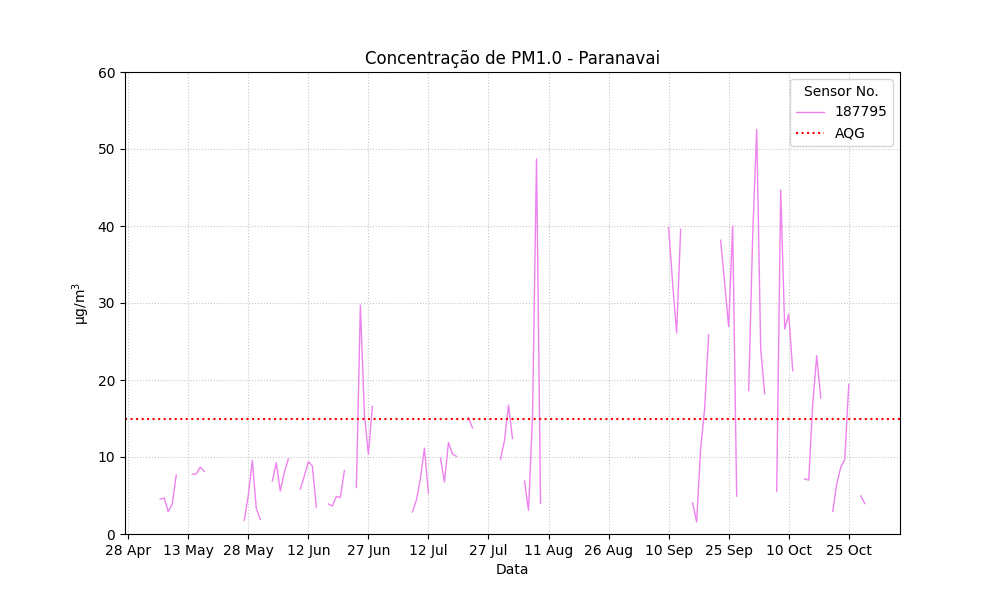 Concentração de PM1.0 - Paranavai
Sensor No.
187795
AQG
60
50
40
30
20
10
0
µg/m³
28 Apr 13 May 28 May 12 Jun 27 Jun 12 Jul 27 Jul 11 Aug 26 Aug 10 Sep 25 Sep 10 Oct 25 Oct
Data